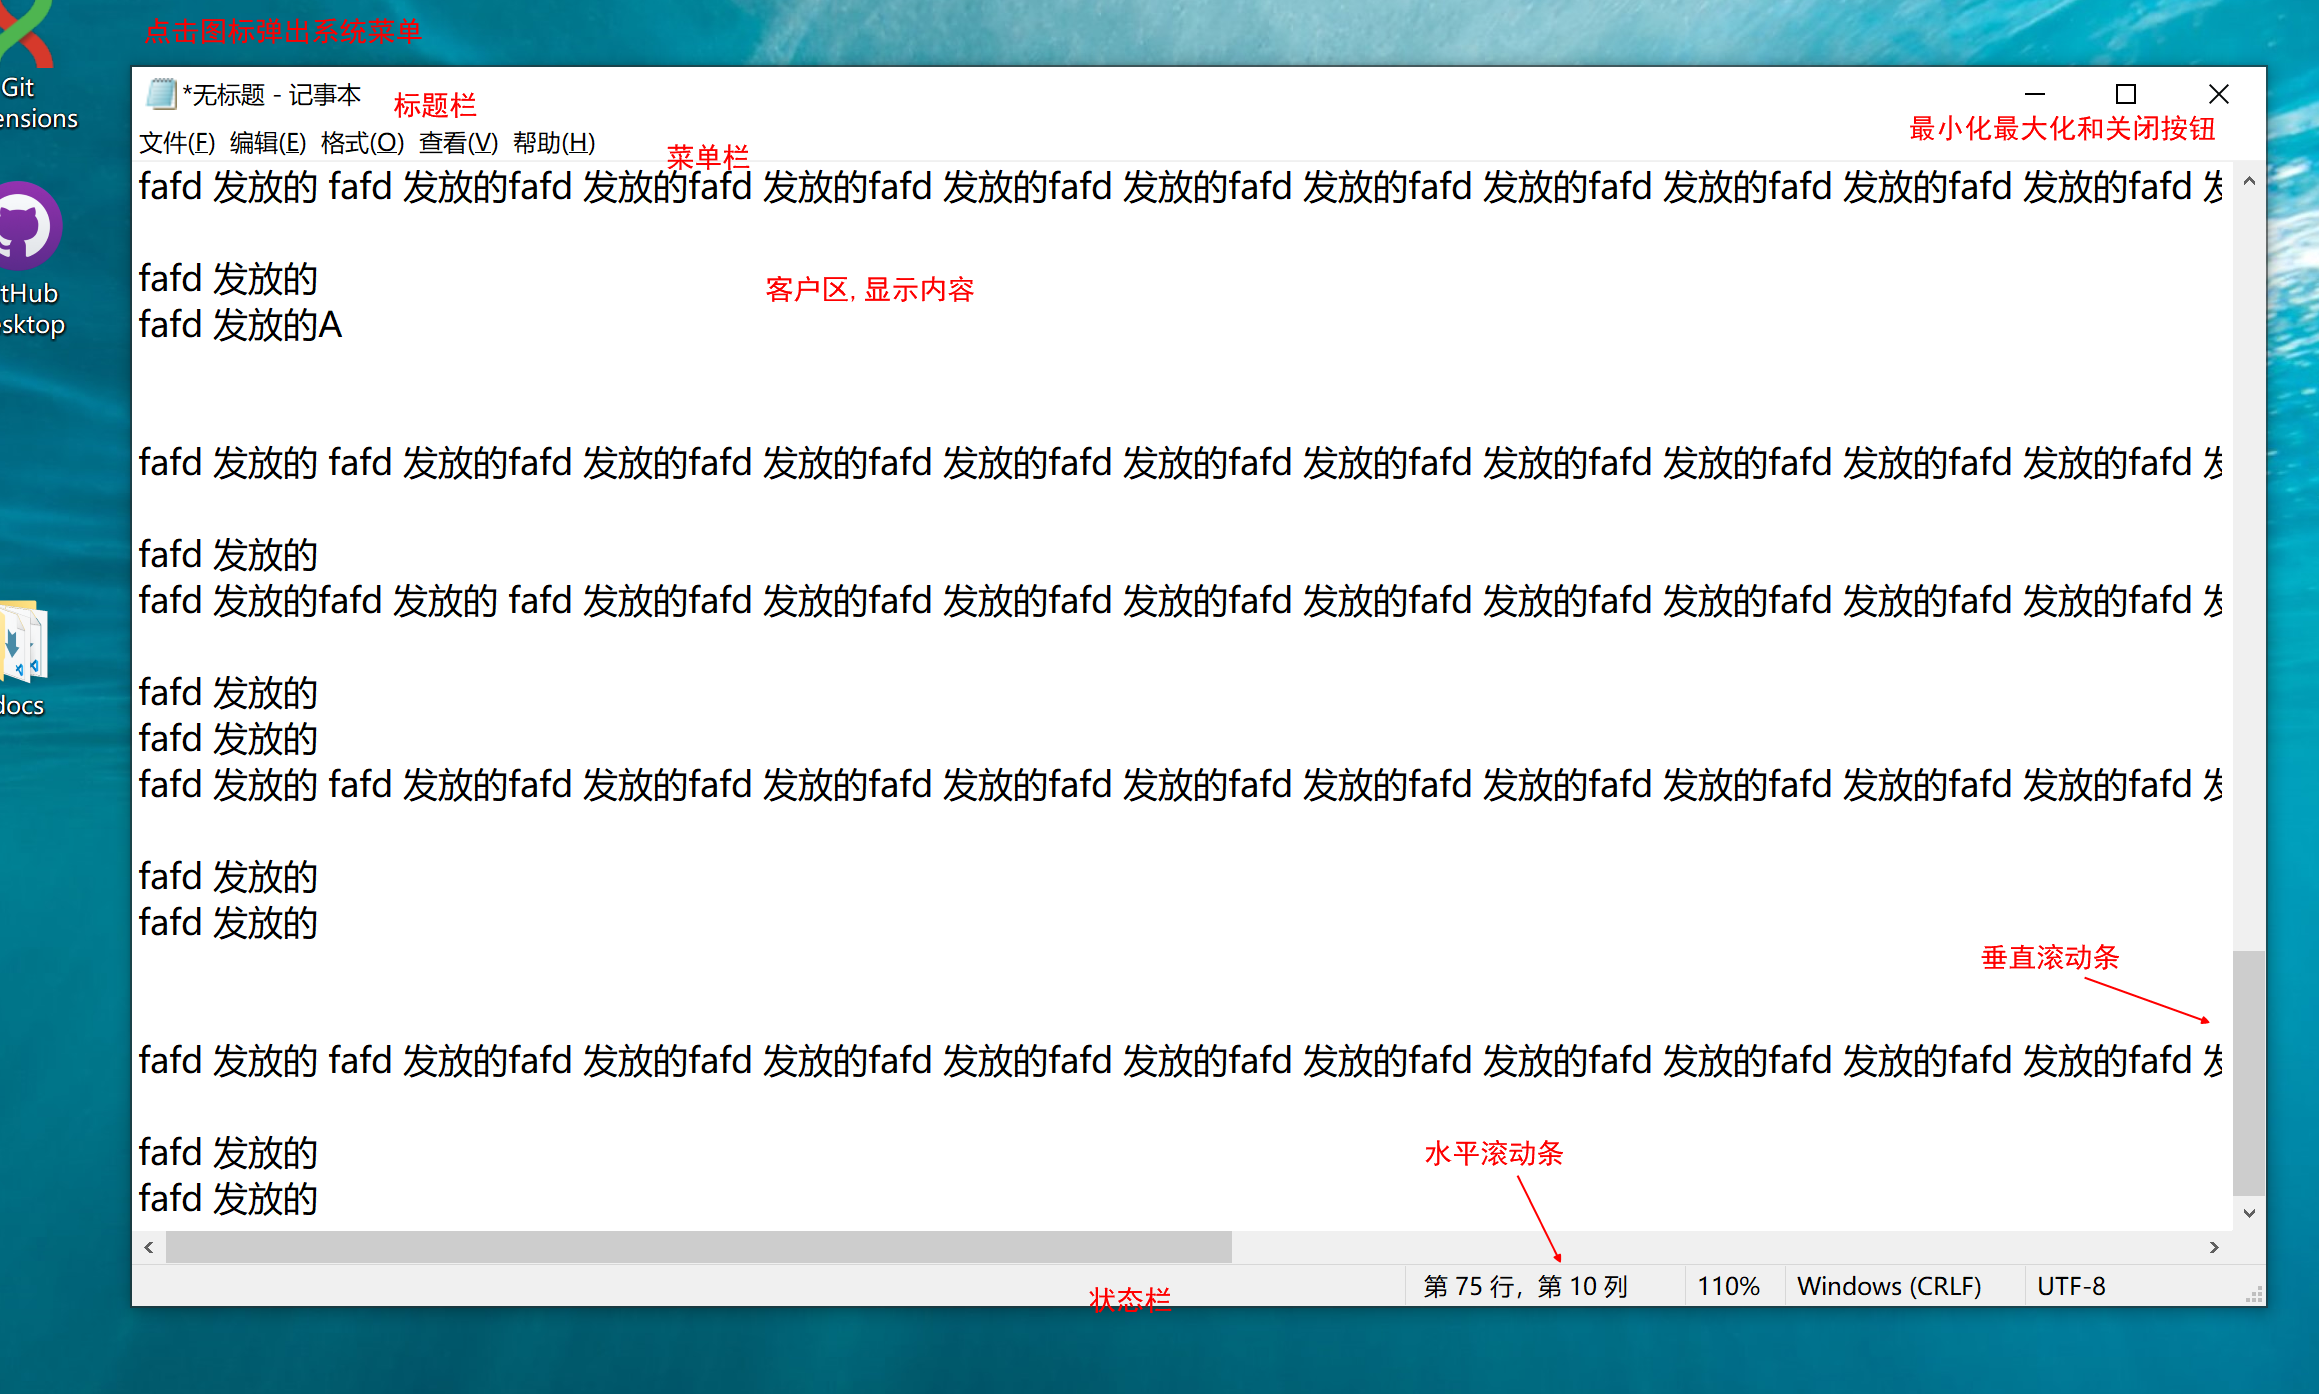 点击图标弹出系统菜单
Git
ensions
tHub
esktop
docs
*无标题 - 记事本
标题栏
最小化最大化和关闭按钮
文件(F) 编辑(E) 格式(O) 查看(V) 帮助(H)
菜单栏
fafd 发放的 fafd 发放的fafd 发放的fafd 发放的fafd 发放的fafd 发放的fafd 发放的fafd 发放的fafd 发放的fafd 发放的fafd 发放的fafd 发
fafd 发放的
客户区, 显示内容
fafd 发放的A
fafd 发放的 fafd 发放的fafd 发放的fafd 发放的fafd 发放的fafd 发放的fafd 发放的fafd 发放的fafd 发放的fafd 发放的fafd 发放的fafd 发
fafd 发放的
fafd 发放的fafd 发放的 fafd 发放的fafd 发放的fafd 发放的fafd 发放的fafd 发放的fafd 发放的fafd 发放的fafd 发放的fafd 发放的fafd 发
fafd 发放的
fafd 发放的
fafd 发放的 fafd 发放的fafd 发放的fafd 发放的fafd 发放的fafd 发放的fafd 发放的fafd 发放的fafd 发放的fafd 发放的fafd 发放的fafd 发
fafd 发放的
fafd 发放的
垂直滚动条
fafd 发放的 fafd 发放的fafd 发放的fafd 发放的fafd 发放的fafd 发放的fafd 发放的fafd 发放的fafd 发放的fafd 发放的fafd 发放的fafd 发
fafd 发放的
水平滚动条
fafd 发放的
状态栏
第 75 行，第 10 列 110% Windows (CRLF) UTF-8